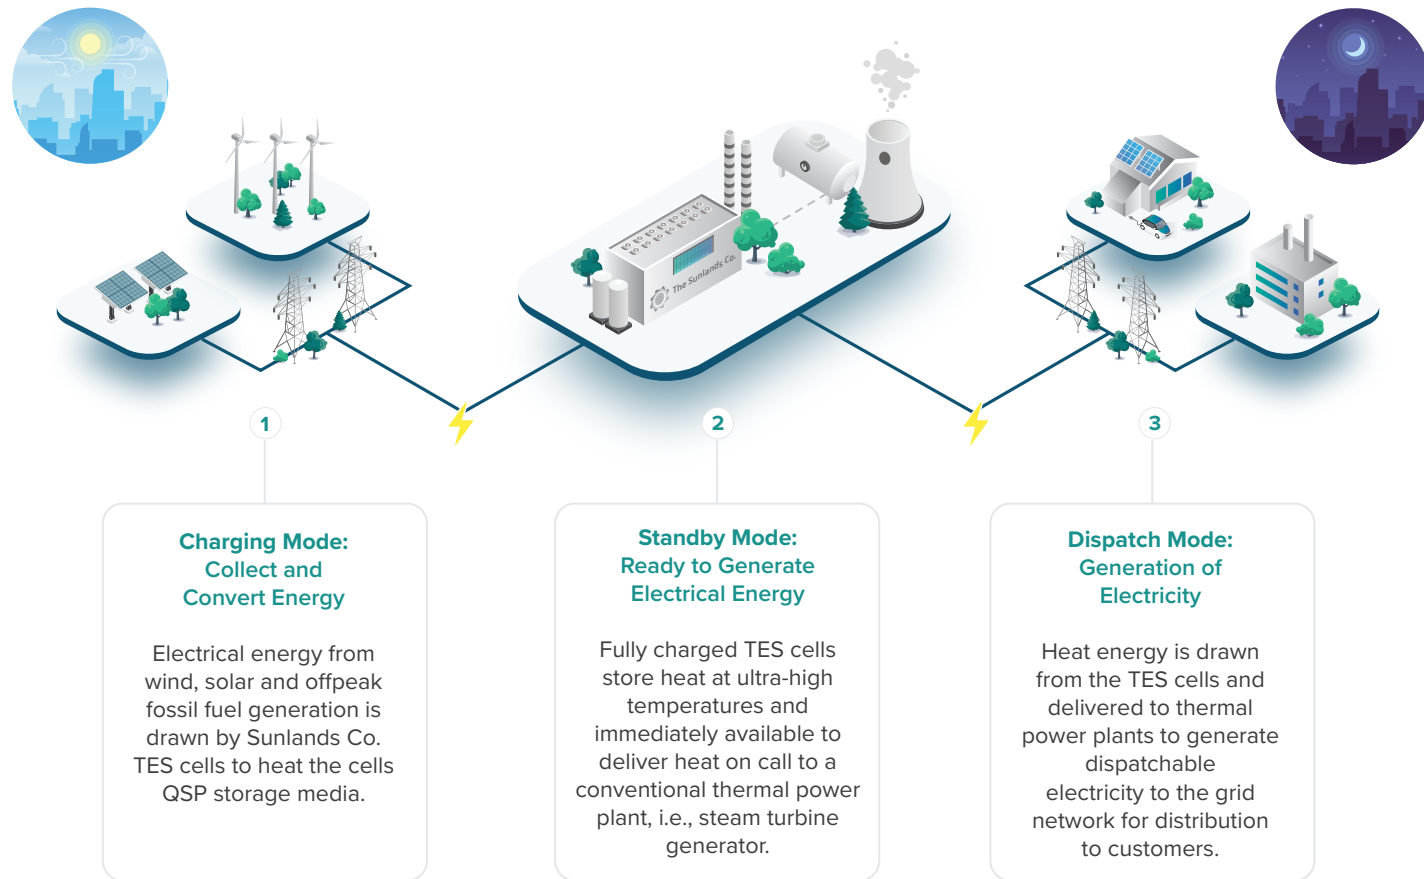 The Sunlands Co.
1
2
3
Charging Mode:
Collect and
Convert Energy
Electrical energy from
wind, solar and offpeak
fossil fuel generation is
drawn by Sunlands Co.
TES cells to heat the cells
QSP storage media.
Standby Mode:
Ready to Generate
Electrical Energy
Fully charged TES cells
store heat at ultra-high
temperatures and
immediately available to
deliver heat on call to a
conventional thermal power
plant, i.e., steam turbine
generator.
Dispatch Mode:
Generation of
Electricity
Heat energy is drawn
from the TES cells and
delivered to thermal
power plants to generate
dispatchable
electricity to the grid
network for distribution
to customers.